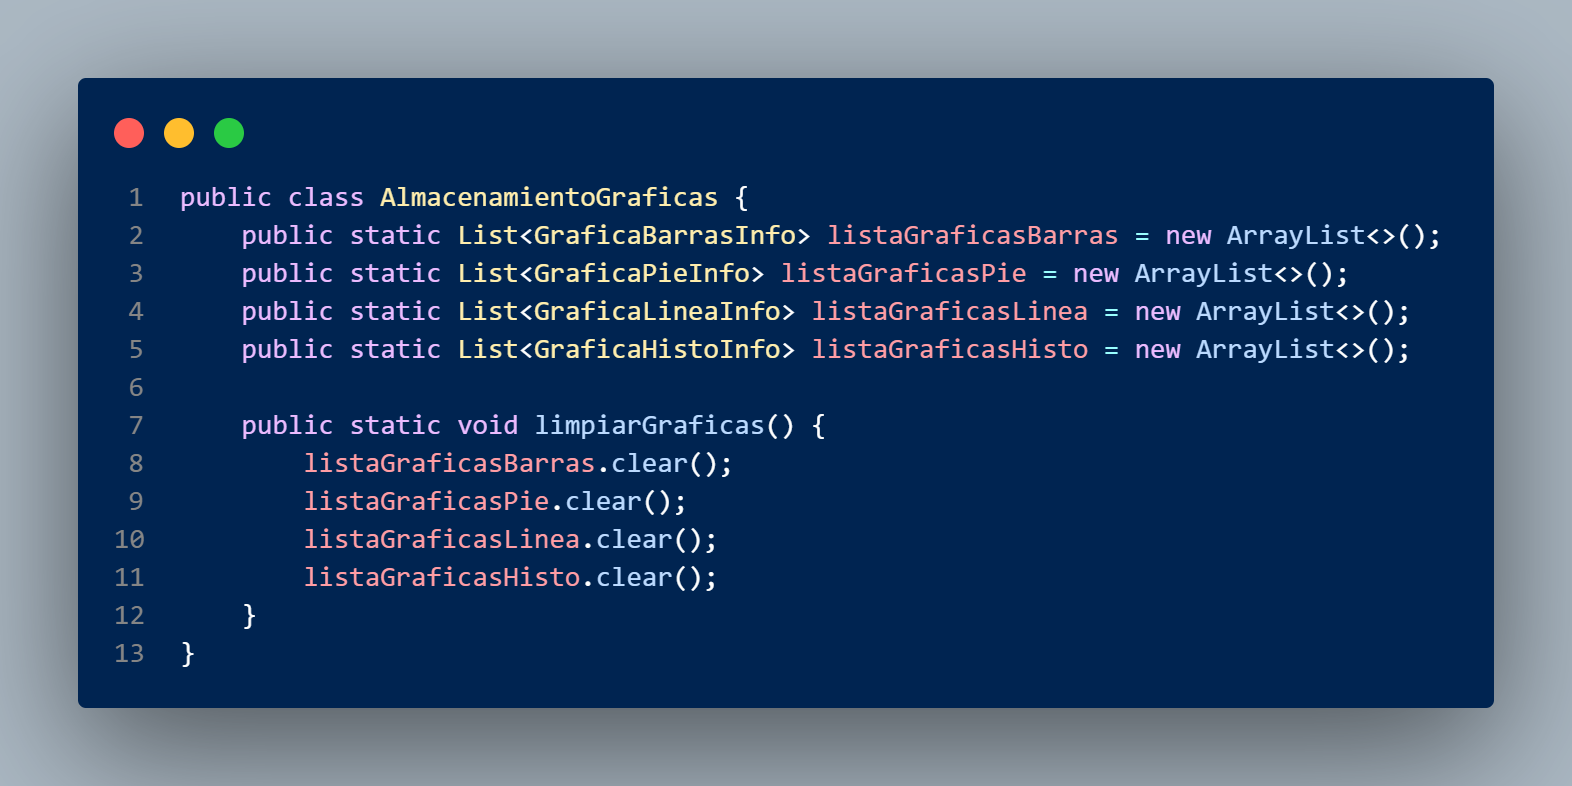 1 public class AlmacenamientoGraficas {
2     public static List<GraficaBarrasInfo> listaGraficasBarras = new ArrayList<>();
3     public static List<GraficaPieInfo> listaGraficasPie = new ArrayList<>();
4     public static List<GraficaLineaInfo> listaGraficasLinea = new ArrayList<>();
5     public static List<GraficaHistoInfo> listaGraficasHisto = new ArrayList<>();
6
7     public static void limpiarGraficas() {
8         listaGraficasBarras.clear();
9         listaGraficasPie.clear();
10         listaGraficasLinea.clear();
11         listaGraficasHisto.clear();
12     }
13 }